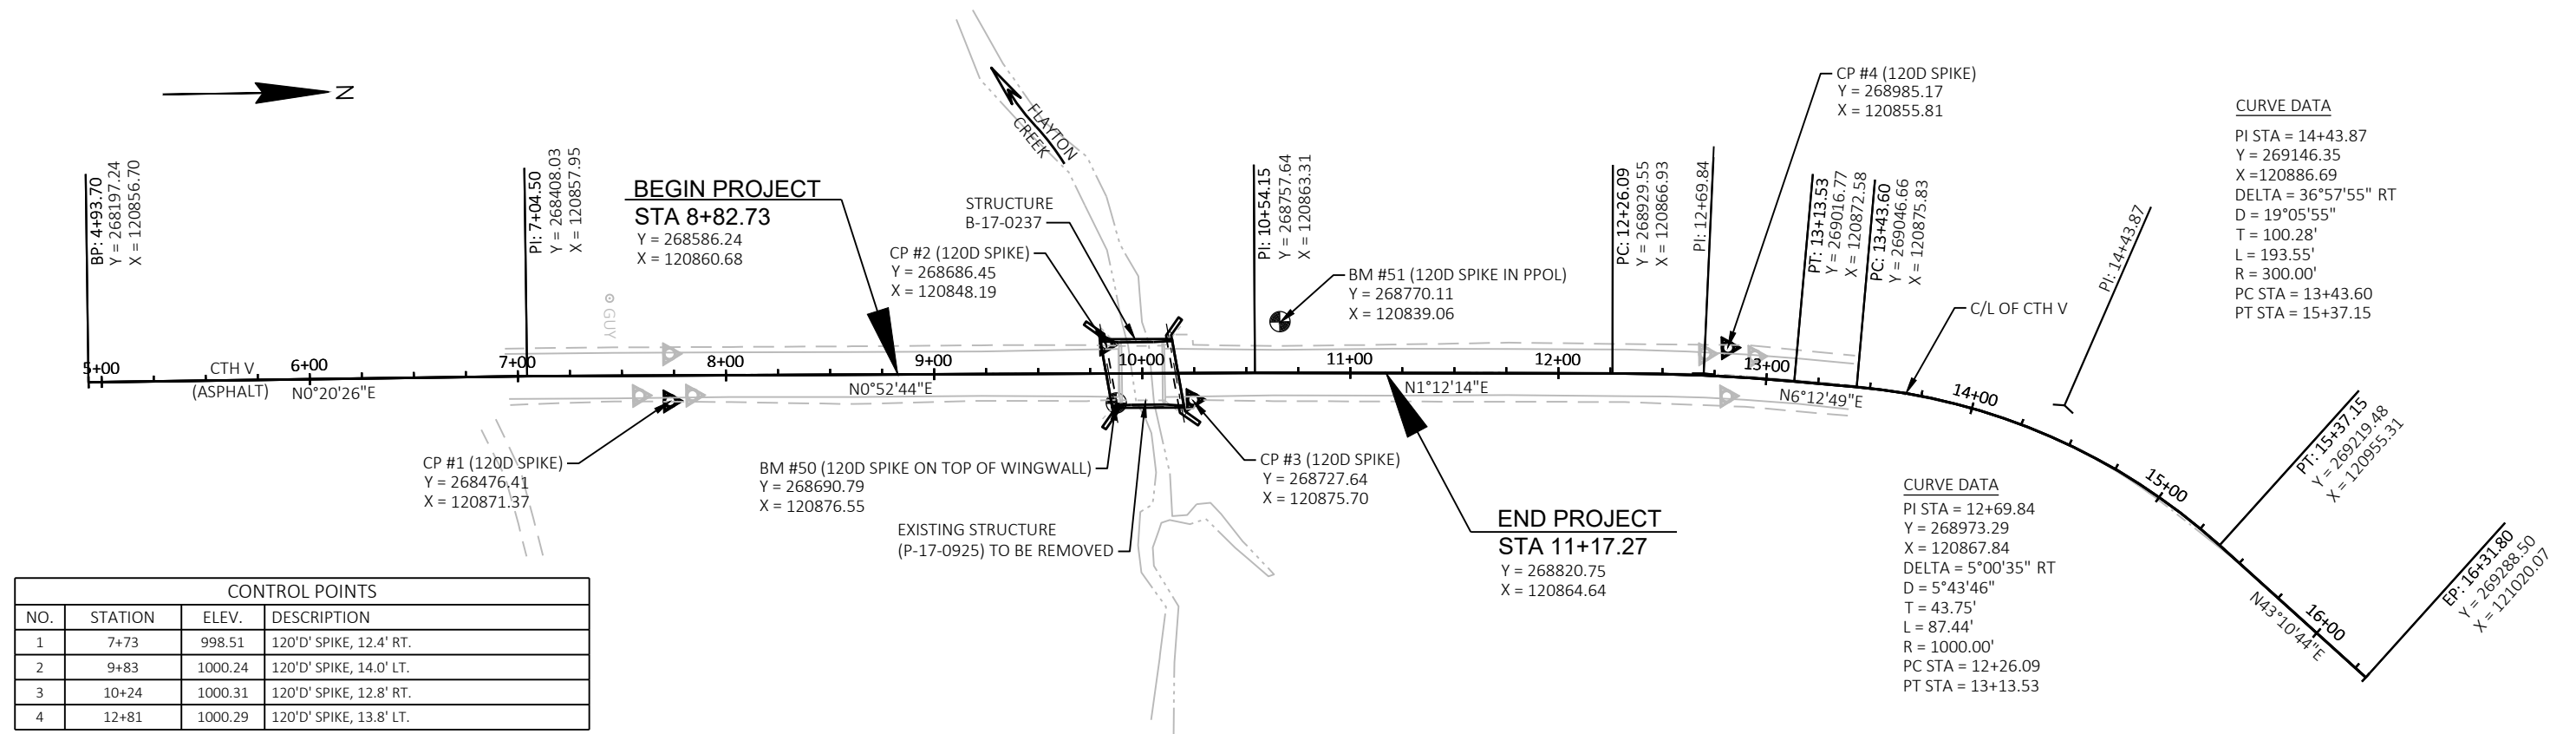 N
BP: 4+93.70
Y = 268197.24
X = 120856.70
PI: 7+04.50
Y = 268408.03
X = 120857.95
BEGIN PROJECT
STA 8+82.73
Y = 268586.24
X = 120860.68
GUY
FLAYTON
CREEK
STRUCTURE
B-17-0237
CP #2 (120D SPIKE)
Y = 268686.45
X = 120848.19
PI: 10+54.15
Y = 268757.64
X = 120863.31
BM #51 (120D SPIKE IN PPOL)
Y = 268770.11
X = 120839.06
PC: 12+26.09
Y = 268929.55
X = 120866.93
PI: 12+69.84
CP #4 (120D SPIKE)
Y = 268985.17
X = 120855.81
PT: 13+13.53
Y = 269016.77
X = 120872.58
PC: 13+43.60
Y = 269046.66
X = 120875.83
C/L OF CTH V
PI: 14+43.87
CURVE DATA
PI STA = 14+43.87
Y = 269146.35
X =120886.69
DELTA = 36°57'55" RT
D = 19°05'55"
T = 100.28'
L = 193.55'
R = 300.00'
PC STA = 13+43.60
PT STA = 15+37.15
5+00
CTH V
(ASPHALT)
N0°20'26"E
6+00
7+00
8+00
9+00
N0°52'44"E
10+00
11+00
N1°12'14"E
12+00
13+00
N6°12'49"E
14+00
15+00
16+00
N43°10'44"E
PT: 15+37.15
Y = 269219.48
X = 120955.31
EP: 16+31.80
Y = 269288.50
X = 121020.07
CP #1 (120D SPIKE)
Y = 268476.41
X = 120871.37
BM #50 (120D SPIKE ON TOP OF WINGWALL)
Y = 268690.79
X = 120876.55
EXISTING STRUCTURE
(P-17-0925) TO BE REMOVED
CP #3 (120D SPIKE)
Y = 268727.64
X = 120875.70
END PROJECT
STA 11+17.27
Y = 268820.75
X = 120864.64
CURVE DATA
PI STA = 12+69.84
Y = 268973.29
X = 120867.84
DELTA = 5°00'35" RT
D = 5°43'46"
T = 43.75'
L = 87.44'
R = 1000.00'
PC STA = 12+26.09
PT STA = 13+13.53
CONTROL POINTS
NO. STATION ELEV. DESCRIPTION
1 7+73 998.51 120'D' SPIKE, 12.4' RT.
2 9+83 1000.24 120'D' SPIKE, 14.0' LT.
3 10+24 1000.31 120'D' SPIKE, 12.8' RT.
4 12+81 1000.29 120'D' SPIKE, 13.8' LT.